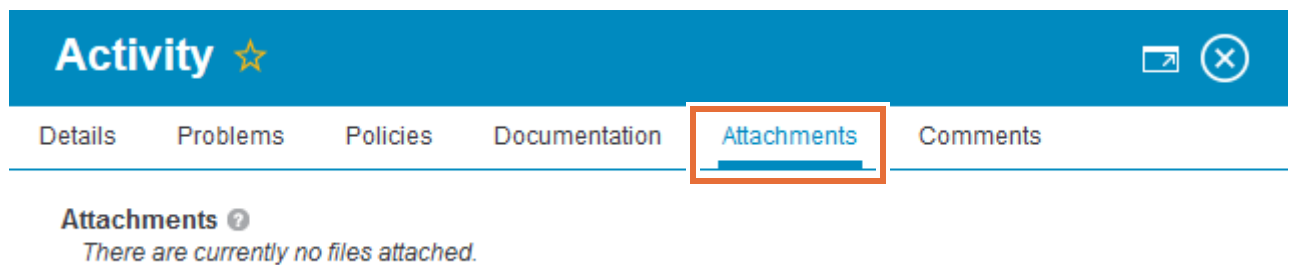 Activity
Details Problems Policies Documentation Attachments Comments
Attachments
There are currently no files attached.